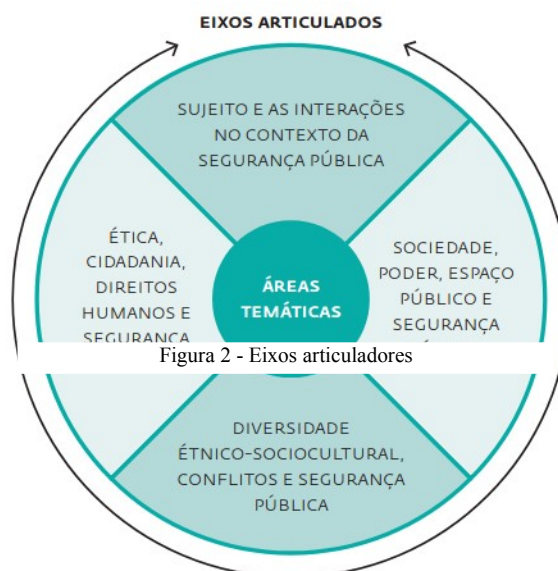 EIXOS ARTICULADOS
SUJEITO E AS INTERAÇÕES
NO CONTEXTO DA
SEGURANÇA PÚBLICA
ÉTICA,
CIDADANIA,
DIREITOS
HUMANOS E
SEGURANÇA
ÁREAS
TEMÁTICAS
SOCIEDADE,
PODER, ESPAÇO
PÚBLICO E
SEGURANÇA
Figura 2 - Eixos articuladores
DIVERSIDADE
ÉTNICO-SOCIOCULTURAL,
CONFLITOS E SEGURANÇA
PÚBLICA